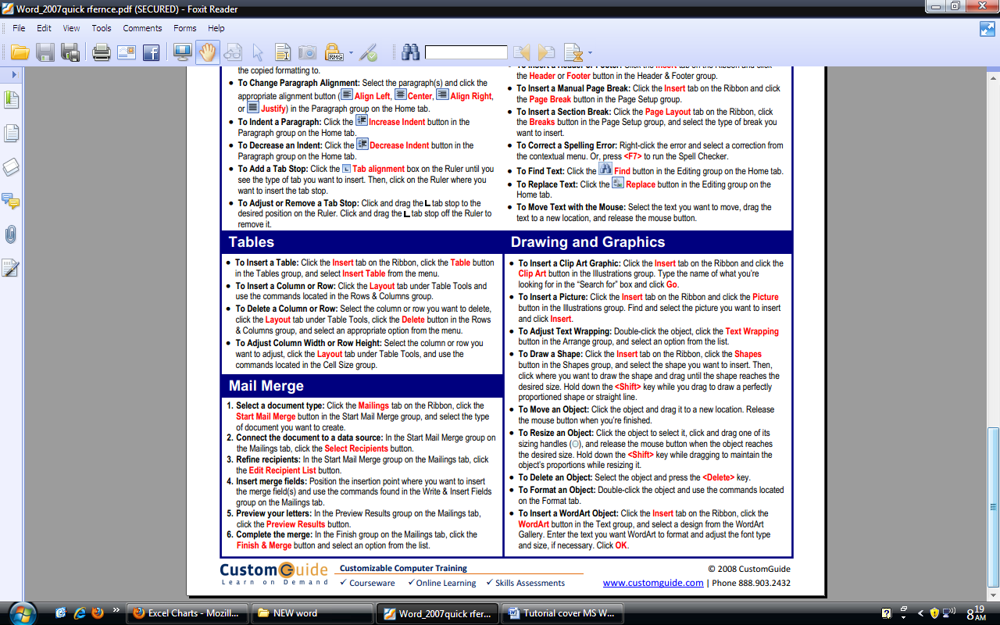 Word_2007quick rfernce.pdf (SECURED) - Foxit Reader
File Edit View Tools Comments Forms Help
RMS
the copied formatting to.
• To Change Paragraph Alignment: Select the paragraph(s) and click the
appropriate alignment button ( Align Left, Center, Align Right,
or Justify) in the Paragraph group on the Home tab.
• To Indent a Paragraph: Click the Increase Indent button in the
Paragraph group on the Home tab.
• To Decrease an Indent: Click the Decrease Indent button in the
Paragraph group on the Home tab.
• To Add a Tab Stop: Click the Tab alignment box on the Ruler until you
see the type of tab you want to insert. Then, click on the Ruler where you
want to insert the tab stop.
• To Adjust or Remove a Tab Stop: Click and drag the tab stop to the
desired position on the Ruler. Click and drag the tab stop off the Ruler to
remove it.
Tables
• To Insert a Table: Click the Insert tab on the Ribbon, click the Table button
in the Tables group, and select Insert Table from the menu.
• To Insert a Column or Row: Click the Layout tab under Table Tools and
use the commands located in the Rows & Columns group.
• To Delete a Column or Row: Select the column or row you want to delete,
click the Layout tab under Table Tools, click the Delete button in the Rows
& Columns group, and select an appropriate option from the menu.
• To Adjust Column Width or Row Height: Select the column or row you
want to adjust, click the Layout tab under Table Tools, and use the
commands located in the Cell Size group.
Mail Merge
1. Select a document type: Click the Mailings tab on the Ribbon, click the
Start Mail Merge button in the Start Mail Merge group, and select the type
of document you want to create.
2. Connect the document to a data source: In the Start Mail Merge group on
the Mailings tab, click the Select Recipients button.
3. Refine recipients: In the Start Mail Merge group on the Mailings tab, click
the Edit Recipient List button.
4. Insert merge fields: Position the insertion point where you want to insert
the merge field(s) and use the commands found in the Write & Insert Fields
group on the Mailings tab.
5. Preview your letters: In the Preview Results group on the Mailings tab,
click the Preview Results button.
6. Complete the merge: In the Finish group on the Mailings tab, click the
Finish & Merge button and select an option from the list.
• To Insert a Header or Footer: Click the Insert tab on the Ribbon and click
the Header or Footer button in the Header & Footer group.
• To Insert a Manual Page Break: Click the Insert tab on the Ribbon and click
the Page Break button in the Page Setup group.
• To Insert a Section Break: Click the Page Layout tab on the Ribbon, click
the Breaks button in the Page Setup group, and select the type of break you
want to insert.
• To Correct a Spelling Error: Right-click the error and select a correction from
the contextual menu. Or, press <F7> to run the Spell Checker.
• To Find Text: Click the Find button in the Editing group on the Home tab.
• To Replace Text: Click the Replace button in the Editing group on the
Home tab.
• To Move Text with the Mouse: Select the text you want to move, drag the
text to a new location, and release the mouse button.
Drawing and Graphics
• To Insert a Clip Art Graphic: Click the Insert tab on the Ribbon and click the
Clip Art button in the Illustrations group. Type the name of what you’re
looking for in the “Search for” box and click Go.
• To Insert a Picture: Click the Insert tab on the Ribbon and click the Picture
button in the Illustrations group. Find and select the picture you want to insert
and click Insert.
• To Adjust Text Wrapping: Double-click the object, click the Text Wrapping
button in the Arrange group, and select an option from the list.
• To Draw a Shape: Click the Insert tab on the Ribbon, click the Shapes
button in the Shapes group, and select the shape you want to insert. Then,
click where you want to draw the shape and drag until the shape reaches the
desired size. Hold down the <Shift> key while you drag to draw a perfectly
proportioned shape or straight line.
• To Move an Object: Click the object and drag it to a new location. Release
the mouse button when you’re finished.
• To Resize an Object: Click the object to select it, click and drag one of its
sizing handles ( ), and release the mouse button when the object reaches
the desired size. Hold down the <Shift> key while dragging to maintain the
object’s proportions while resizing it.
• To Delete an Object: Select the object and press the <Delete> key.
• To Format an Object: Double-click the object and use the commands located
on the Format tab.
• To Insert a WordArt Object: Click the Insert tab on the Ribbon, click the
WordArt button in the Text group, and select a design from the WordArt
Gallery. Enter the text you want WordArt to format and adjust the font type
and size, if necessary. Click OK.
CustomGuide
Learn on Demand
Customizable Computer Training
✓ Courseware ✓ Online Learning ✓ Skills Assessments
© 2008 CustomGuide
www.customguide.com | Phone 888.903.2432
Excel Charts - Mozill... NEW word Word_2007quick rfer... Tutorial cover MS W...
8 19 AM